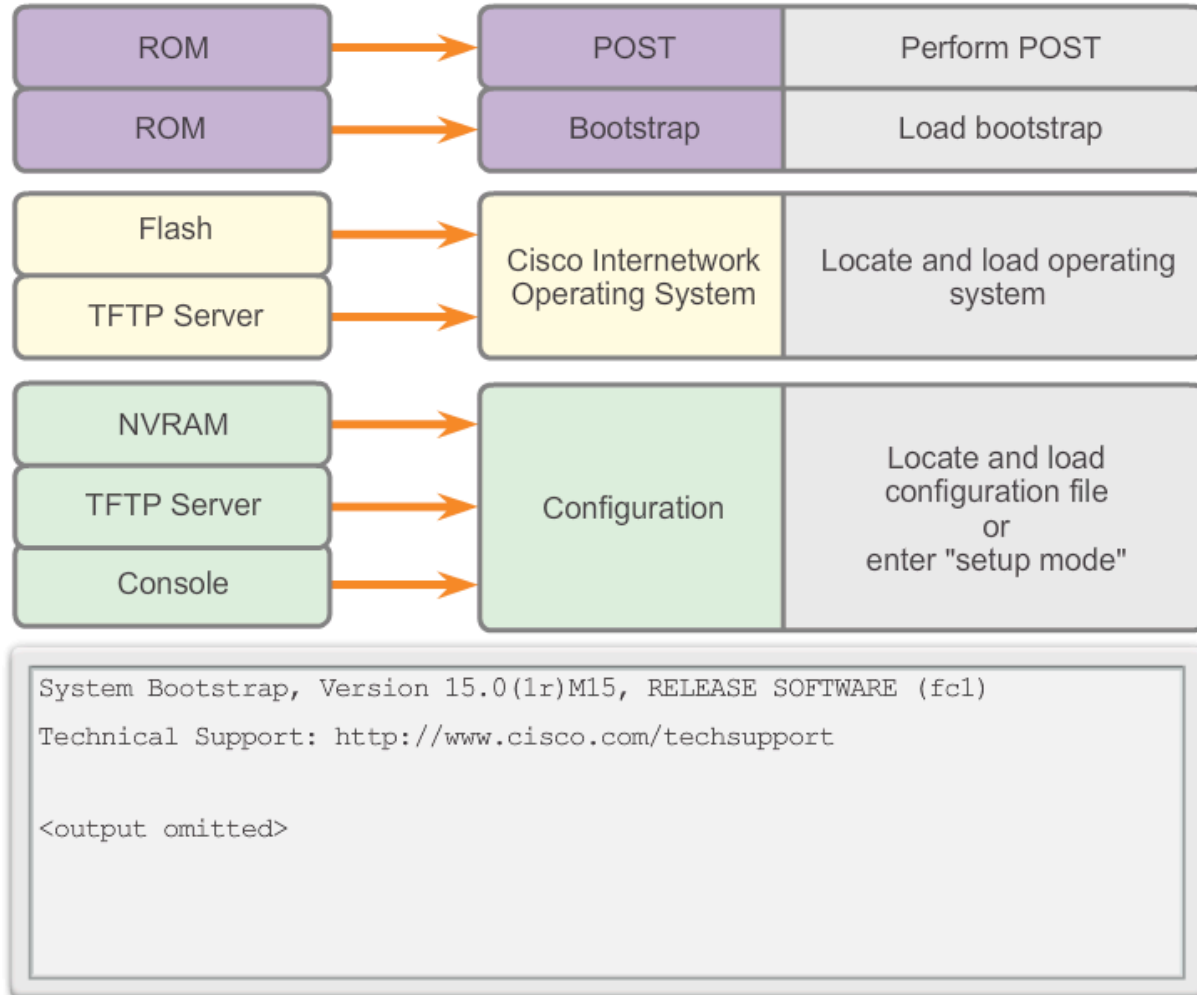 ROM
POST
Perform POST
ROM
Bootstrap
Load bootstrap
Flash
TFTP Server
Cisco Internetwork
Operating System
Locate and load operating
system
NVRAM
TFTP Server
Console
Configuration
Locate and load
configuration file
or
enter "setup mode"
System Bootstrap, Version 15.0(1r)M15, RELEASE SOFTWARE (fc1)
Technical Support: http://www.cisco.com/techsupport
<output omitted>